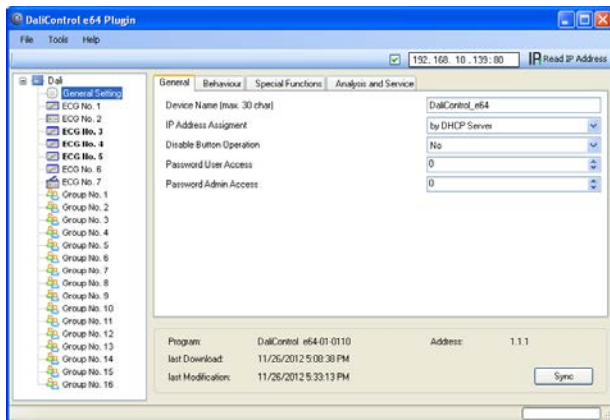 DaliControl e64 Plugin
File Tools Help
192. 168. 10 . 139 : 80 IP Read IP Address
Dali
General Setting
ECG No. 1
ECG No. 2
ECG No. 3
ECG No. 4
ECG No. 5
ECG No. 6
ECG No. 7
Group No. 1
Group No. 2
Group No. 3
Group No. 4
Group No. 5
Group No. 6
Group No. 7
Group No. 8
Group No. 9
Group No. 10
Group No. 11
Group No. 12
Group No. 13
Group No. 14
Group No. 15
Group No. 16
General Behaviour Special Functions Analysis and Service
Device Name (max. 30 char) DaliControl_e64
IP Address Assigment by DHCP Server
Disable Button Operation No
Password User Access 0
Password Admin Access 0
Program: DaliControl e64-01-0110 Address: 1.1.1
last Download: 11/26/2012 5:08:38 PM
last Modification: 11/26/2012 5:33:13 PM
Sync